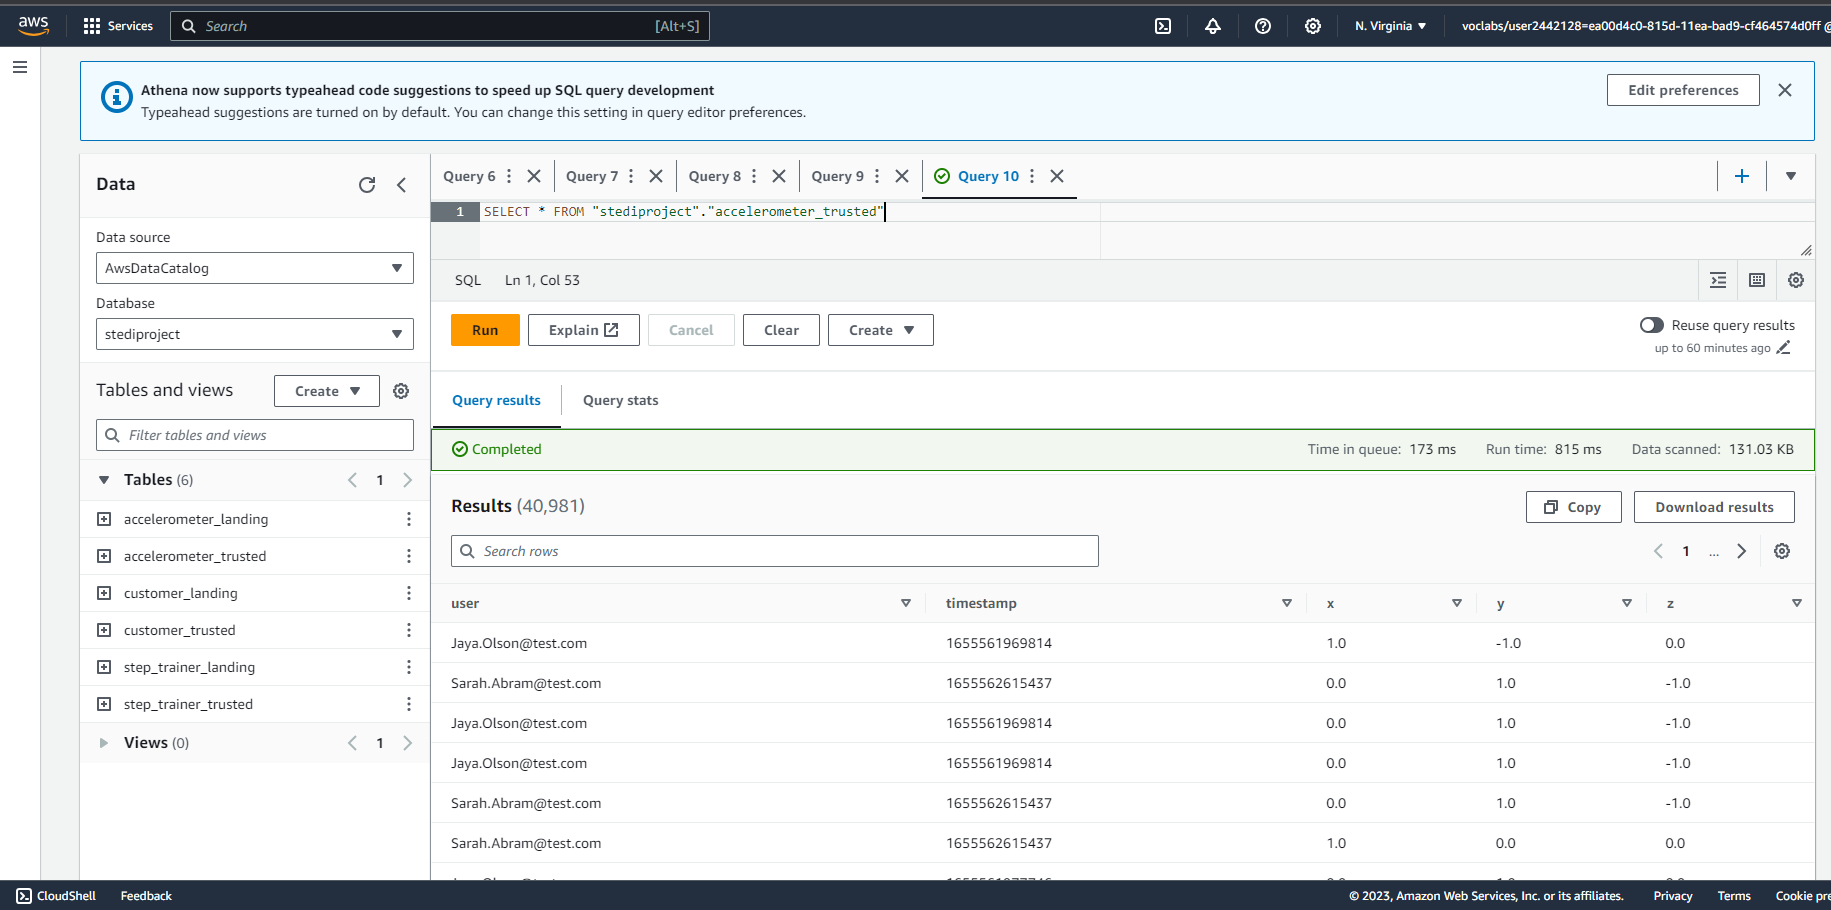 aws
Services
Search
[Alt+S]
N. Virginia
voclabs/user2442128=ea00d4c0-815d-11ea-bad9-cf464574d0ff @
Athena now supports typeahead code suggestions to speed up SQL query development
Typeahead suggestions are turned on by default. You can change this setting in query editor preferences.
Edit preferences
Data
Data source
AwsDataCatalog
Database
stediproject
Tables and views
Create
Filter tables and views
Tables (6)
1
accelerometer_landing
accelerometer_trusted
customer_landing
customer_trusted
step_trainer_landing
step_trainer_trusted
Views (0)
1
Query 6
Query 7
Query 8
Query 9
Query 10
1
SELECT * FROM "stediproject"."accelerometer_trusted"
SQL
Ln 1, Col 53
Run
Explain
Cancel
Clear
Create
Reuse query results
up to 60 minutes ago
Query results
Query stats
Completed
Time in queue: 173 ms
Run time: 815 ms
Data scanned: 131.03 KB
Results (40,981)
Copy
Download results
Search rows
1
...
user timestamp x y z
Jaya.Olson@test.com 1655561969814 1.0 -1.0 0.0
Sarah.Abram@test.com 1655562615437 0.0 1.0 -1.0
Jaya.Olson@test.com 1655561969814 0.0 1.0 -1.0
Jaya.Olson@test.com 1655561969814 0.0 1.0 -1.0
Sarah.Abram@test.com 1655562615437 0.0 1.0 -1.0
Sarah.Abram@test.com 1655562615437 1.0 0.0 0.0
CloudShell
Feedback
© 2023, Amazon Web Services, Inc. or its affiliates.
Privacy
Terms
Cookie pre